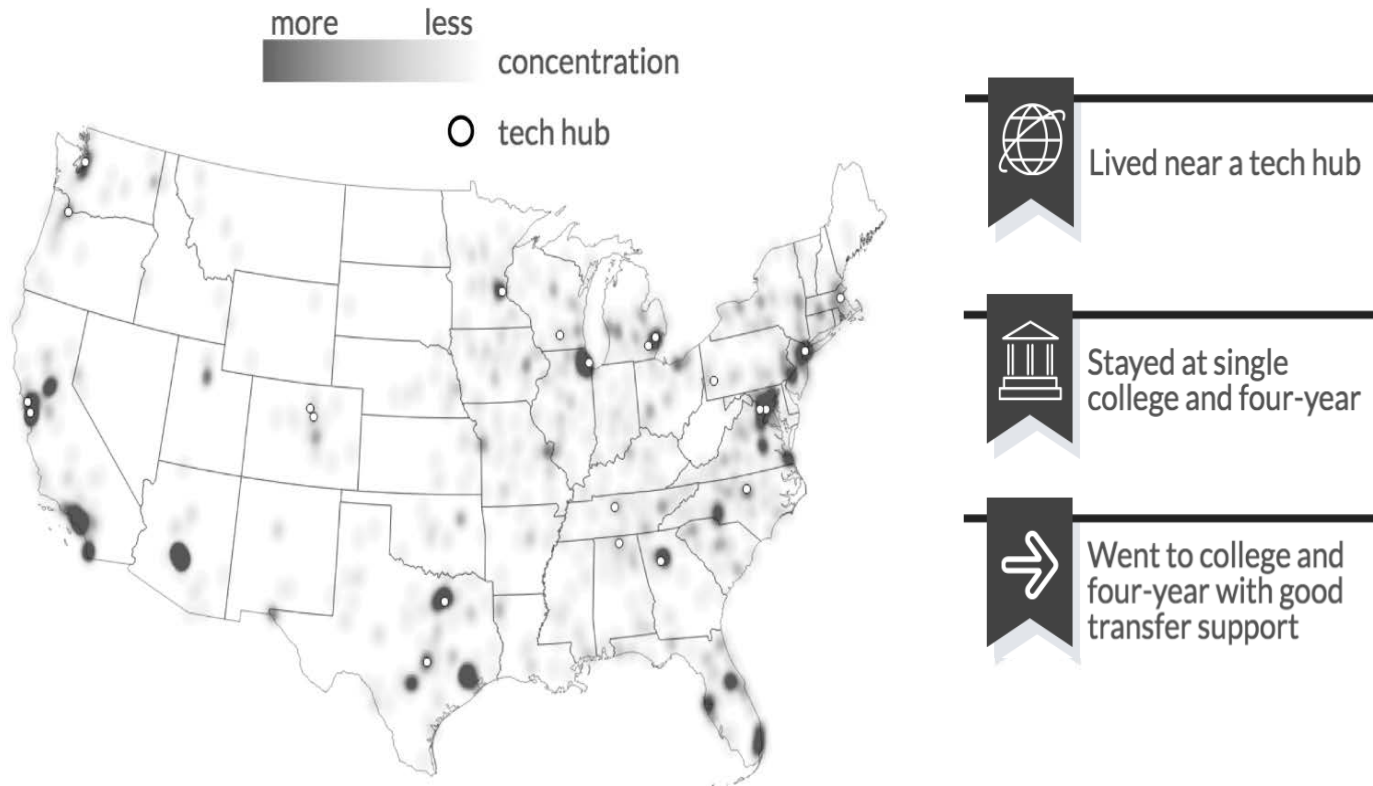 more less
concentration
tech hub
Lived near a tech hub
Stayed at single
college and four-year
Went to college and
four-year with good
transfer support